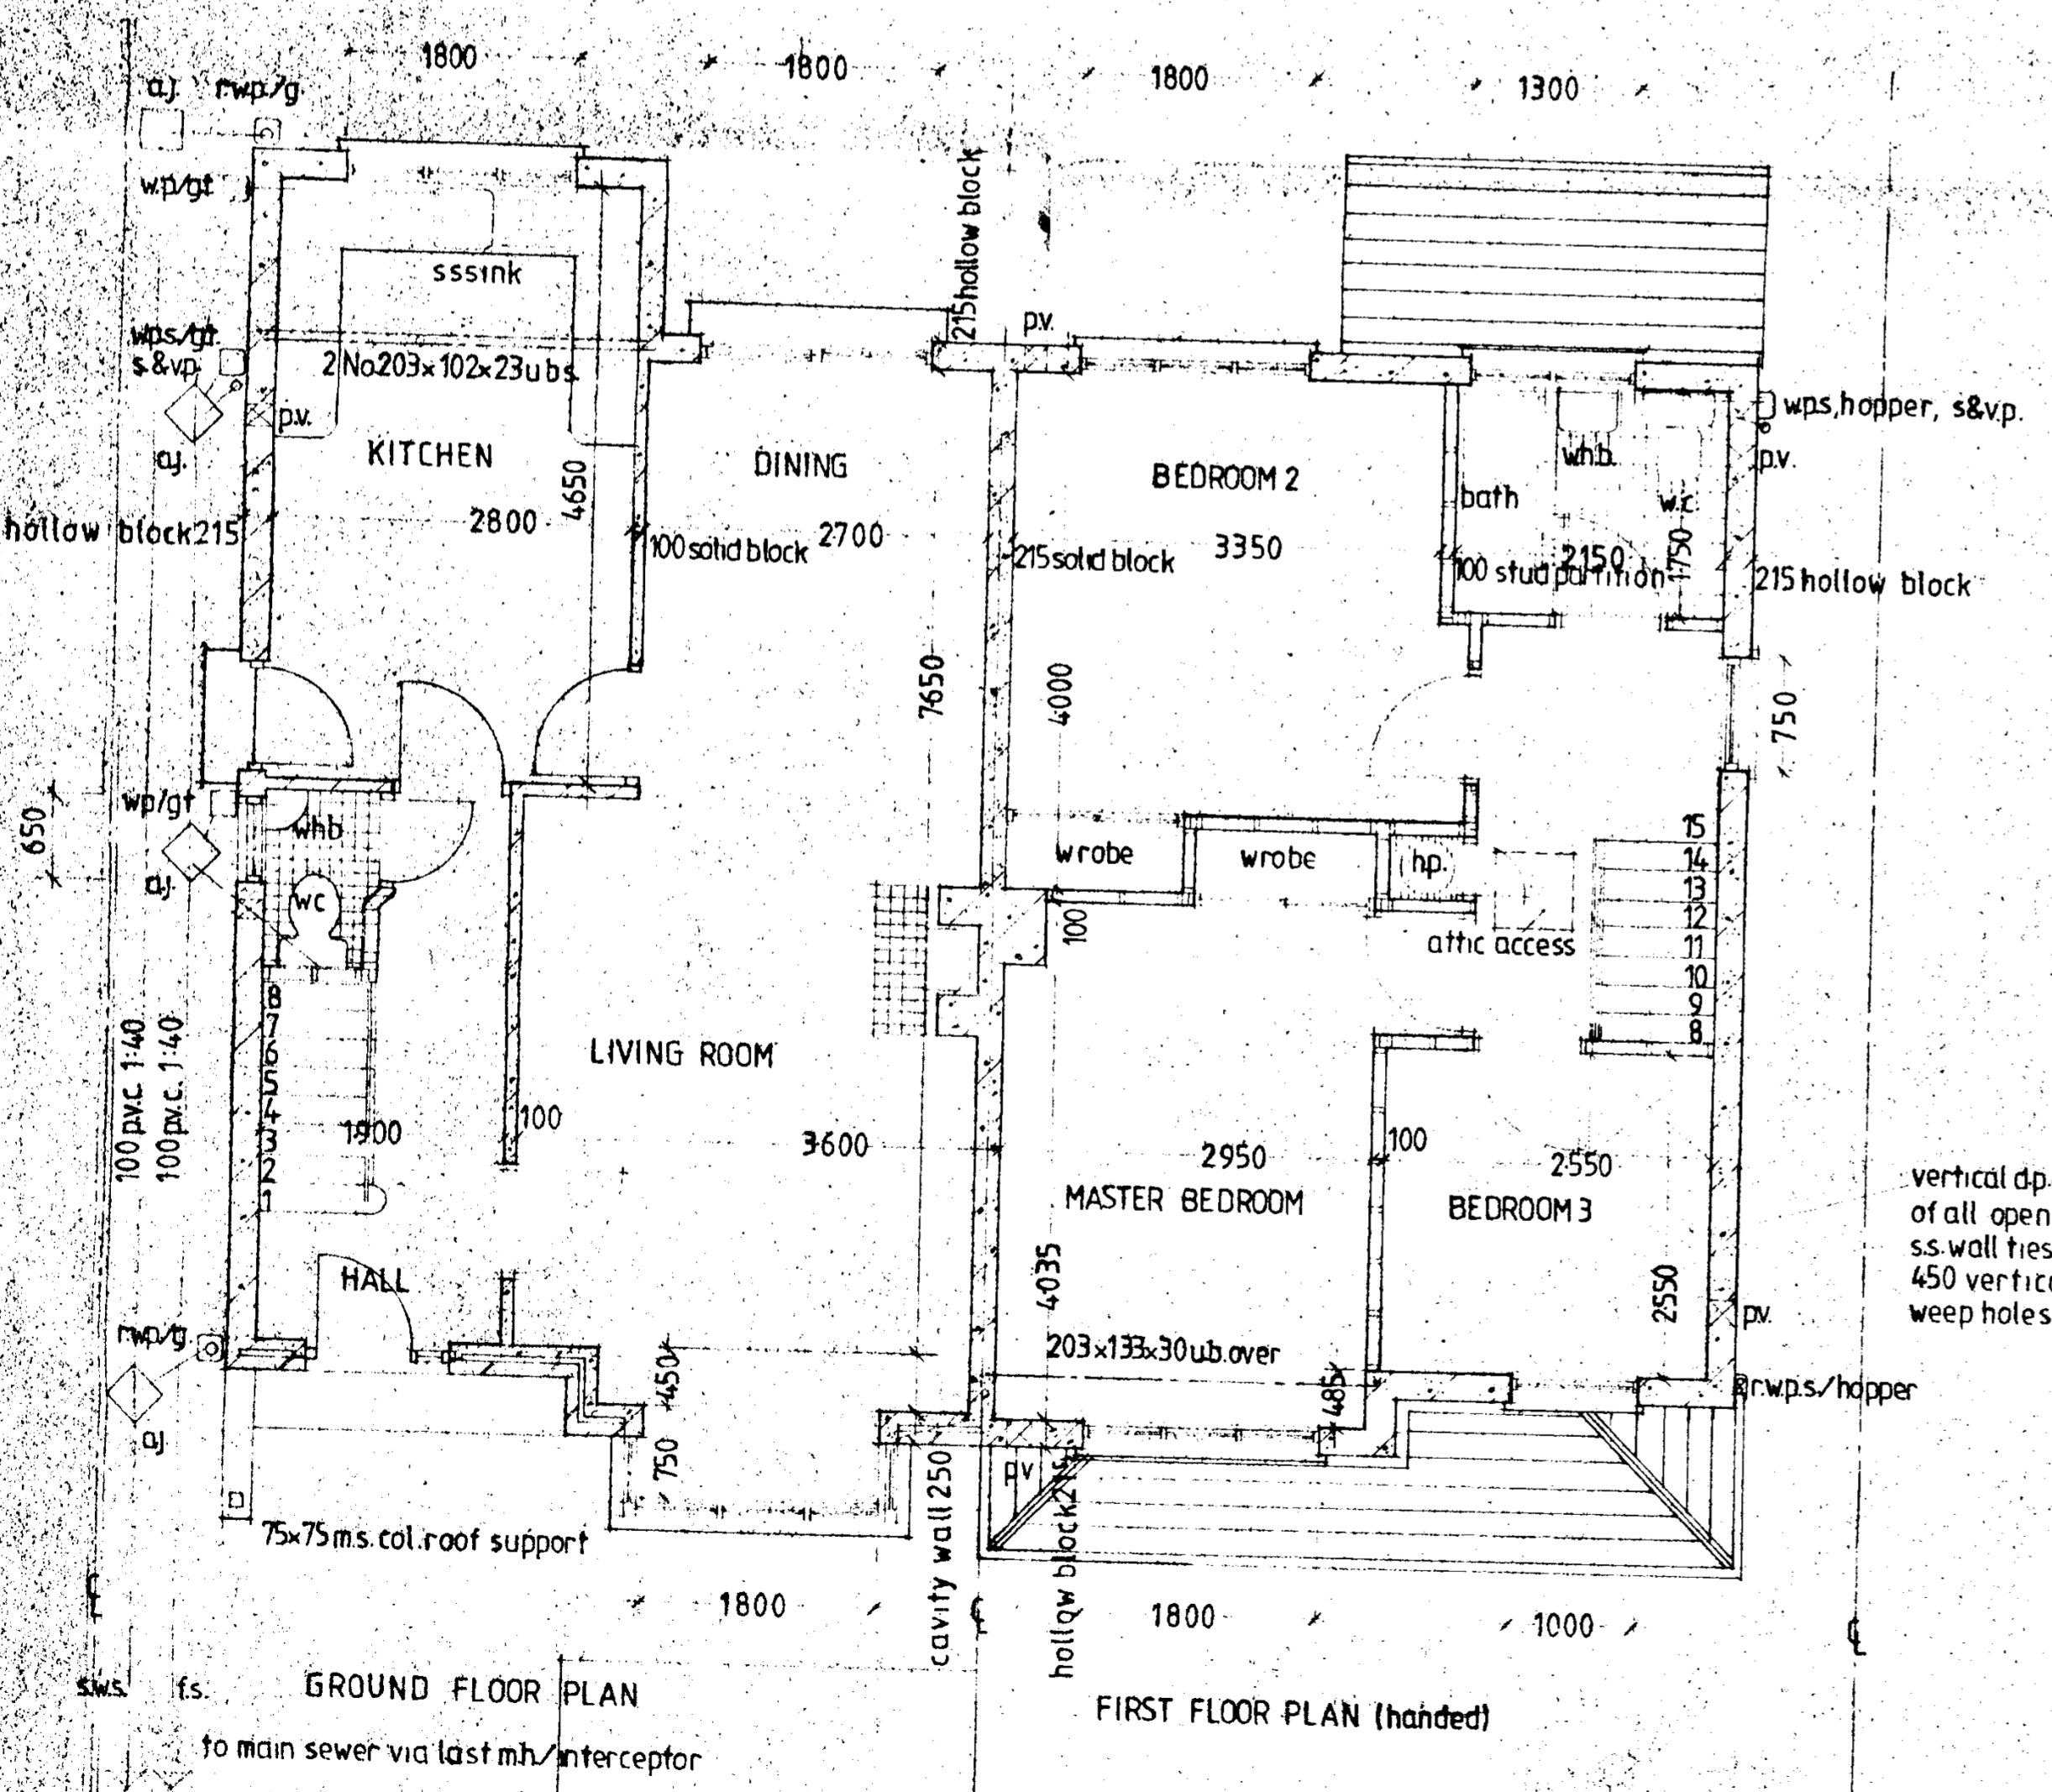 1800
1800
1800
1300
a.j. r.w.p./g.
w.p/gt
215 hollow block
p.v.
sssink
w.p.s/gt.
s.&v.p.
2 No.203x102x23 u b s
p.v.
a.j.
KITCHEN
DINING
BEDROOM 2
w.p.s, hopper, s&v.p.
whb.
p.v.
bath
w.c.
4650
hollow block 215
2800
100 solid block
2700
215 solid block
3350
100 stud partition
2150
1750
215 hollow block
7650
4000
750
650
wp/gt
whb
a.j.
wc
wrobe
wrobe
hp.
15
14
13
12
11
10
9
8
attic access
100
8
7
6
5
4
3
2
1
100 p.v.c. 1:40
100 p.v.c. 1:40
LIVING ROOM
1900
100
3600
2950
100
2550
MASTER BEDROOM
BEDROOM 3
vertical d.p.
of all open
s.s. wall ties
450 vertic
weep holes
HALL
4035
2550
p.v.
r.w.p./g.
203x133x30 u.b. over
450
485
r.w.p.s/hopper
a.j.
750
p v
75x75 m.s. col. roof support
cavity wall 250
hollow block 215
1800
1800
1000
s.w.s. f.s.
GROUND FLOOR PLAN
FIRST FLOOR PLAN (handed)
to main sewer via last mh/interceptor